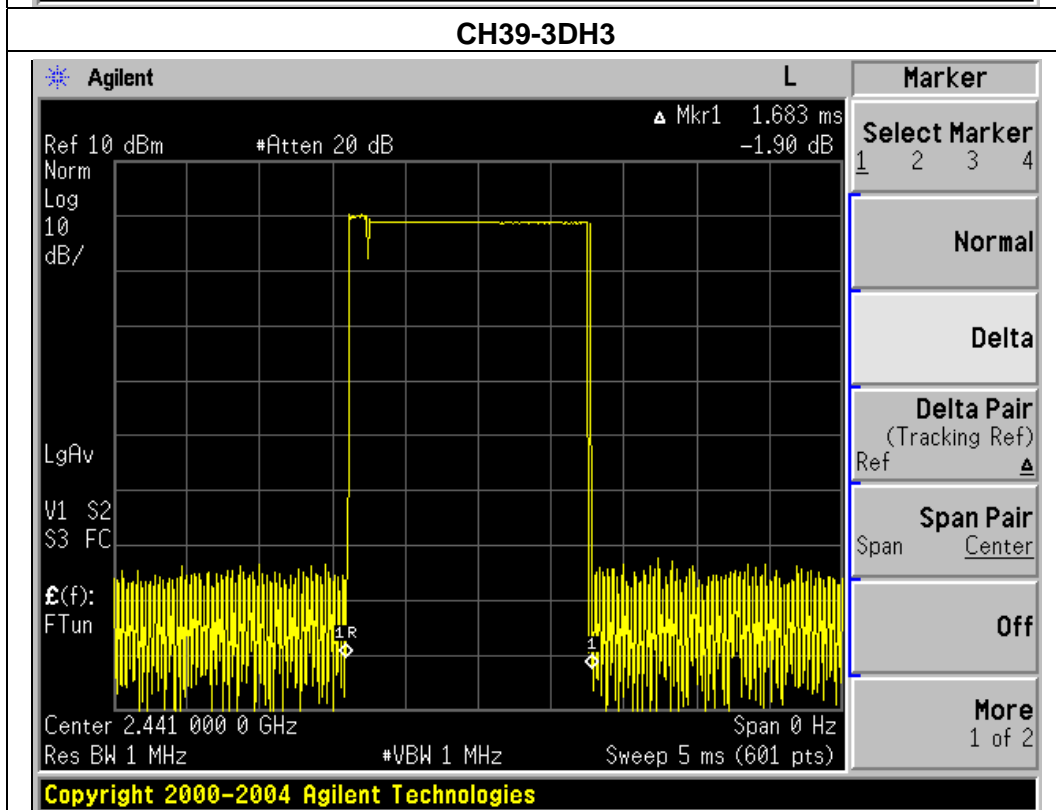 CH39-3DH3
Agilent
L
Marker
Δ Mkr1 1.683 ms
Ref 10 dBm #Atten 20 dB -1.90 dB
Norm
Log
10
dB/
LgAv
V1 S2
S3 FC
£(f):
FTun
1R
1
Center 2.441 000 0 GHz Span 0 Hz
Res BW 1 MHz #VBW 1 MHz Sweep 5 ms (601 pts)
Copyright 2000-2004 Agilent Technologies
Select Marker
1 2 3 4
Normal
Delta
Delta Pair
(Tracking Ref)
Ref Δ
Span Pair
Span Center
Off
More
1 of 2